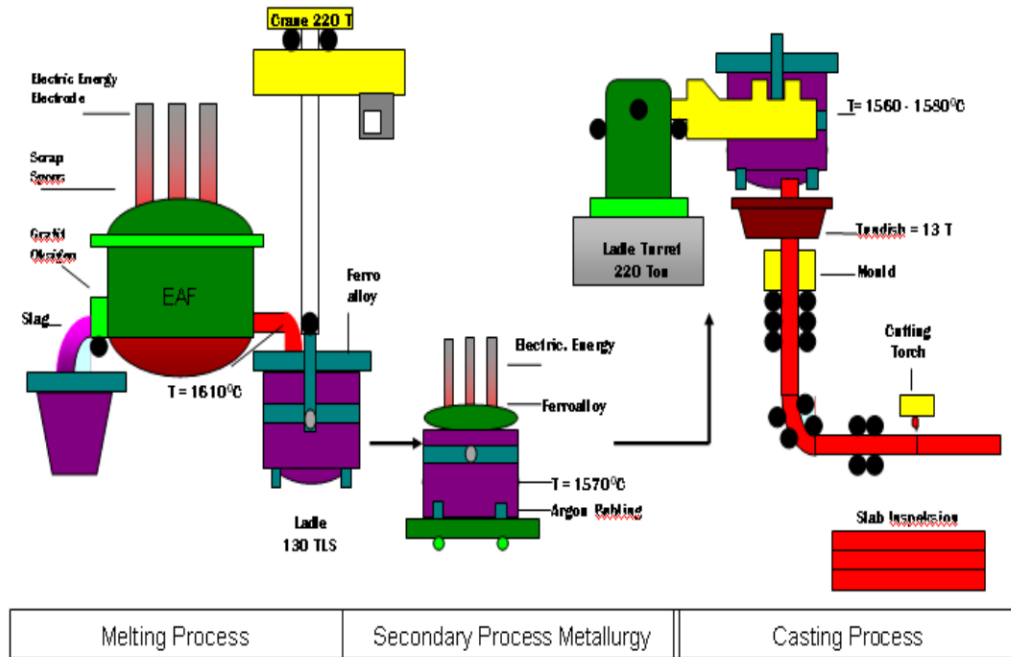 Crane 220 T
Electric Energy
Electrode
Scrap
Spons
Grafit
Oksigen
Slag
EAF
Ferro
alloy
T = 1610⁰C
Ladle
130 TLS
Electric. Energy
Ferroalloy
T = 1570⁰C
Argon Bubling
Ladle Turret
220 Ton
T= 1560 - 1580⁰C
Tundish = 13 T
Mould
Cutting
Torch
Slab Inspeksion
Melting Process
Secondary Process Metallurgy
Casting Process